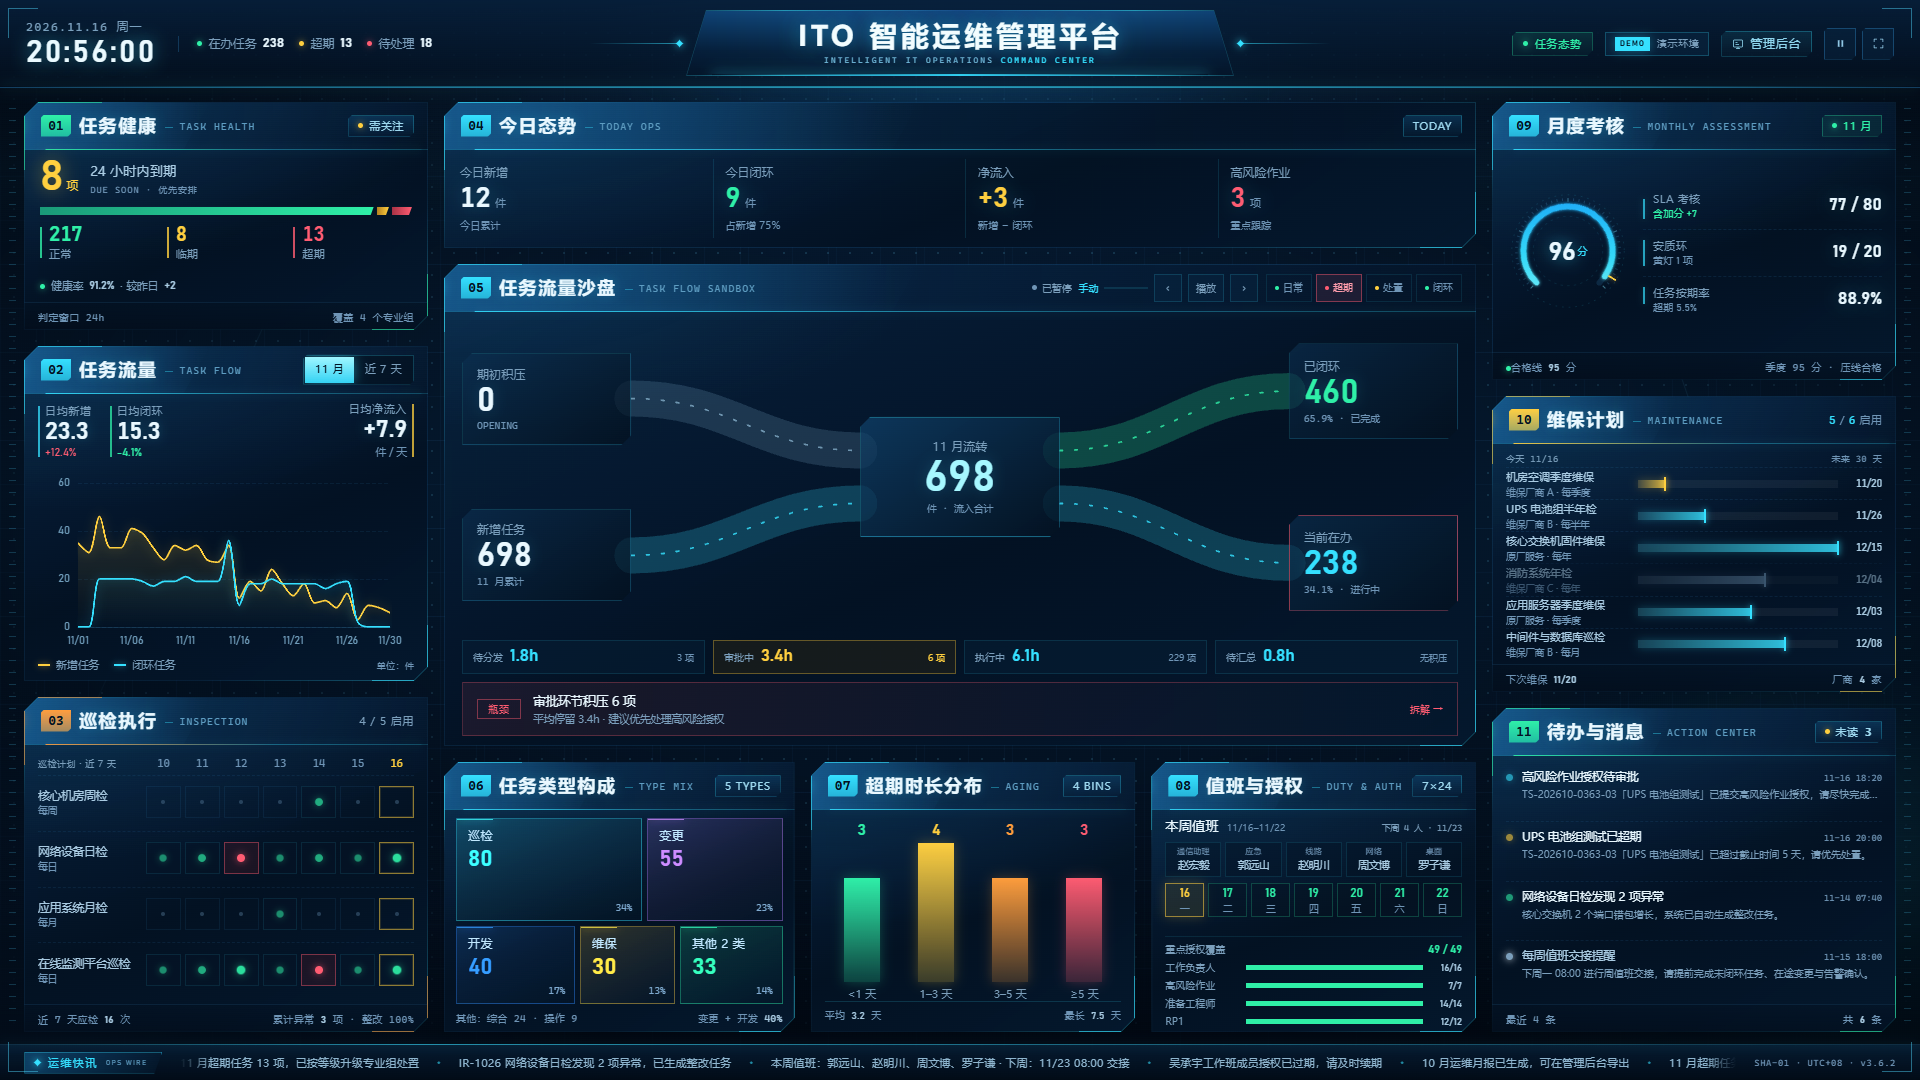 2026.11.16 周一
20:56:00
在办任务 238
超期 13
待处理 18
ITO 智能运维管理平台
INTELLIGENT IT OPERATIONS COMMAND CENTER
任务态势
DEMO 演示环境
管理后台
01 任务健康 — TASK HEALTH
需关注
8 项
24 小时内到期
DUE SOON · 优先安排
217
正常
8
临期
13
超期
健康率 91.2% · 较昨日 +2
判定窗口 24h
覆盖 4 个专业组
02 任务流量 — TASK FLOW
11 月
近 7 天
日均新增
23.3
+12.4%
日均闭环
15.3
-4.1%
日均净流入
+7.9
件 / 天
60
40
20
0
11/01 11/06 11/11 11/16 11/21 11/26 11/30
新增任务
闭环任务
单位: 件
03 巡检执行 — INSPECTION
4 / 5 启用
巡检计划 · 近 7 天 10 11 12 13 14 15 16
核心机房周检
每周
网络设备日检
每日
应用系统月检
每月
在线监测平台巡检
每日
近 7 天应检 16 次
累计异常 3 项 · 整改 100%
04 今日态势 — TODAY OPS
TODAY
今日新增
12 件
今日累计
今日闭环
9 件
占新增 75%
净流入
+3 件
新增 − 闭环
高风险作业
3 项
重点跟踪
05 任务流量沙盘 — TASK FLOW SANDBOX
已暂停 手动
‹
播放
›
日常
超期
处置
闭环
期初积压
0
OPENING
新增任务
698
11 月累计
11 月流转
698
件 · 流入合计
已闭环
460
65.9% · 已完成
当前在办
238
34.1% · 进行中
待分发 1.8h 3 项
审批中 3.4h 6 项
执行中 6.1h 229 项
待汇总 0.8h 无积压
瓶颈
审批环节积压 6 项
平均停留 3.4h · 建议优先处理高风险授权
拆解 →
06 任务类型构成 — TYPE MIX
5 TYPES
巡检
80
34%
变更
55
23%
开发
40
17%
维保
30
13%
其他 2 类
33
14%
其他: 综合 24 · 操作 9
变更 + 开发 40%
07 超期时长分布 — AGING
4 BINS
3 4 3 3
<1 天 1–3 天 3–5 天 ≥5 天
平均 3.2 天
最长 7.5 天
08 值班与授权 — DUTY & AUTH
7×24
本周值班 11/16–11/22
下周 4 人 · 11/23
通信助理
赵宏毅
应急
郭远山
线路
赵明川
网络
周文博
桌面
罗子谦
16 17 18 19 20 21 22
一 二 三 四 五 六 日
重点授权覆盖 49 / 49
工作负责人 16/16
高风险作业 7/7
准备工程师 14/14
RP1 12/12
09 月度考核 — MONTHLY ASSESSMENT
11 月
96分
SLA 考核
含加分 +7
77 / 80
安质环
黄灯 1 项
19 / 20
任务按期率
超期 5.5%
88.9%
合格线 95 分
季度 95 分 · 压线合格
10 维保计划 — MAINTENANCE
5 / 6 启用
今天 11/16
未来 30 天
机房空调季度维保
维保厂商 A · 每季度
11/20
UPS 电池组半年检
维保厂商 B · 每半年
11/26
核心交换机固件维保
原厂服务 · 每年
12/15
消防系统年检
维保厂商 C · 每年
12/04
应用服务器季度维保
原厂服务 · 每季度
12/03
中间件与数据库巡检
维保厂商 B · 每月
12/08
下次维保 11/20
厂商 4 家
11 待办与消息 — ACTION CENTER
未读 3
高风险作业授权待审批 11-16 18:20
TS-202610-0363-03「UPS 电池组测试」已提交高风险作业授权，请尽快完成...
UPS 电池组测试已超期 11-16 20:00
TS-202610-0363-03「UPS 电池组测试」已超过截止时间 5 天，请优先处置。
网络设备日检发现 2 项异常 11-14 07:40
核心交换机 2 个端口错包增长，系统已自动生成整改任务。
每周值班交接提醒 11-15 18:00
下周一 08:00 进行周值班交接，请提前完成未闭环任务、在途变更与告警确认。
最近 4 条
共 6 条
运维快讯 OPS WIRE
11 月超期任务 13 项，已按等级升级专业组处置 • IR-1026 网络设备日检发现 2 项异常，已生成整改任务 • 本周值班：郭远山、赵明川、周文博、罗子谦 · 下周：11/23 08:00 交接 • 吴承宇工作班成员授权已过期，请及时续期 • 10 月运维月报已生成，可在管理后台导出 • 11 月超期任
SHA-01 · UTC+08 · v3.6.2